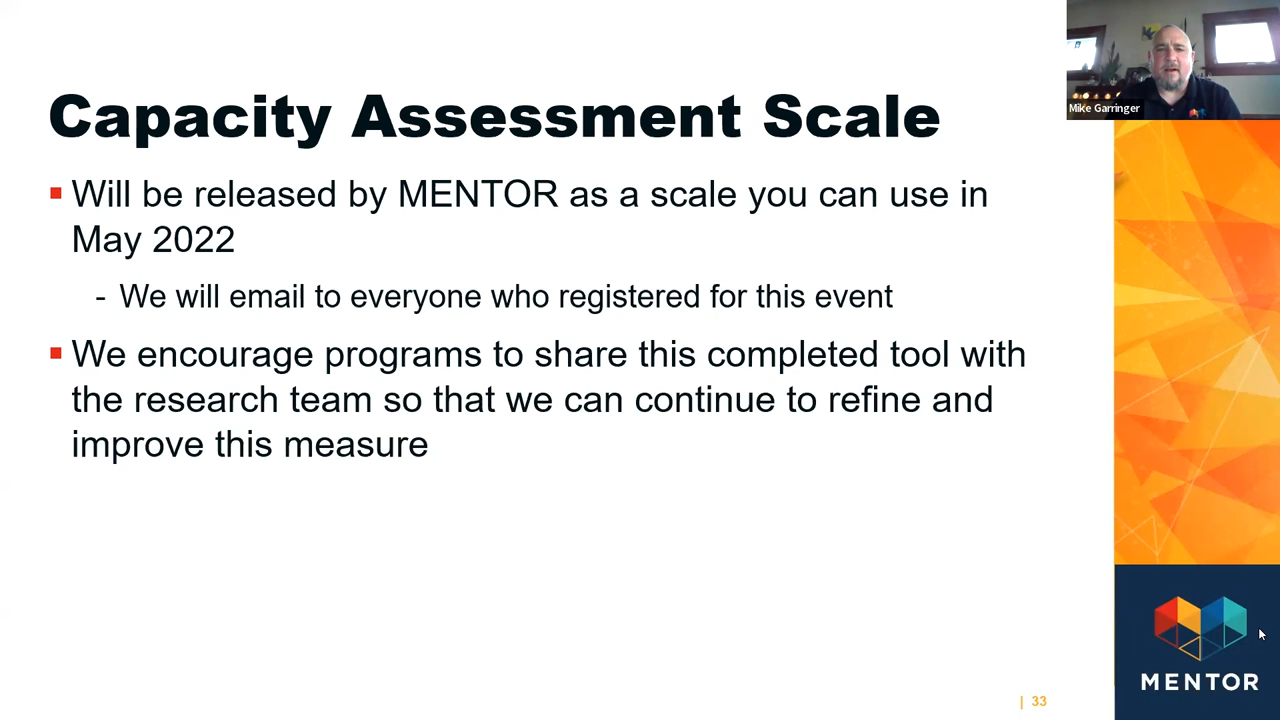 Mike Garringer
Capacity Assessment Scale
▪ Will be released by MENTOR as a scale you can use in
May 2022
- We will email to everyone who registered for this event
▪ We encourage programs to share this completed tool with
the research team so that we can continue to refine and
improve this measure
MENTOR
| 33